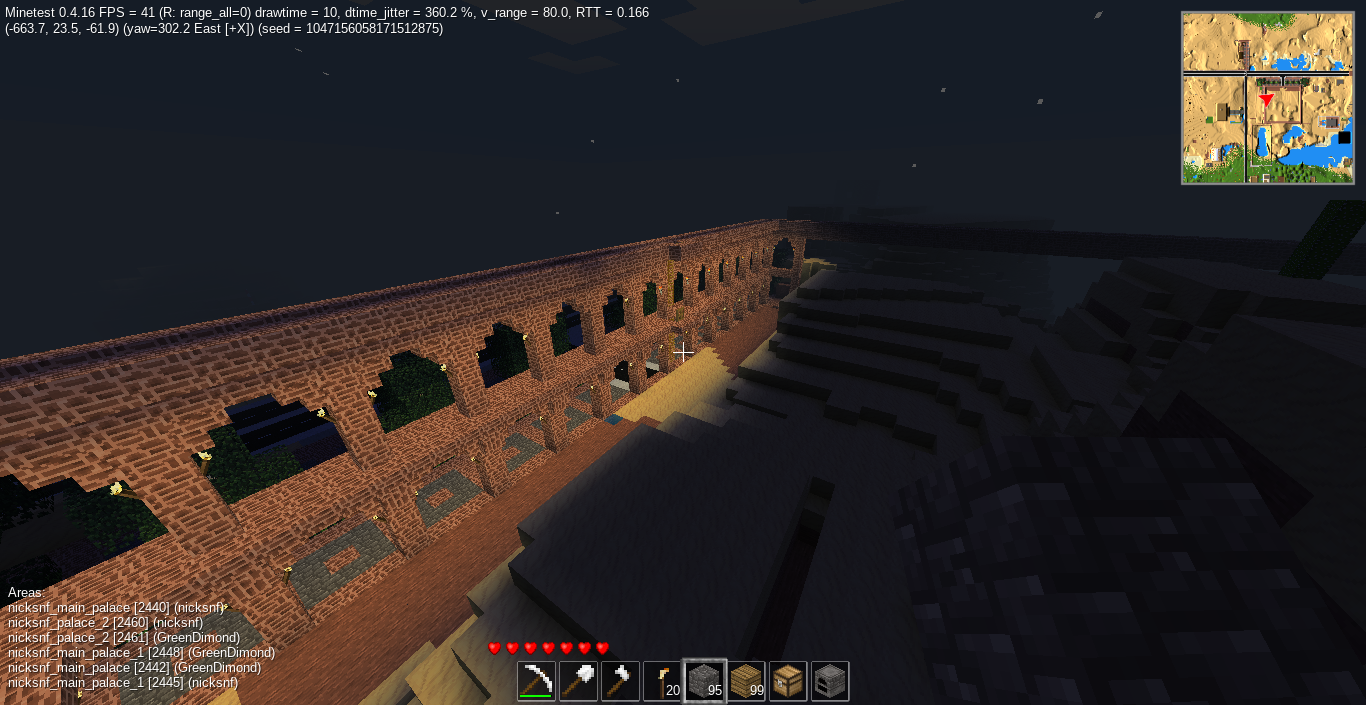 Minetest 0.4.16 FPS = 41 (R: range_all=0) drawtime = 10, dtime_jitter = 360.2 %, v_range = 80.0, RTT = 0.166
(-663.7, 23.5, -61.9) (yaw=302.2 East [+X]) (seed = 1047156058171512875)
Areas:
nicksnf_main_palace [2440] (nicksnf)
nicksnf_palace_2 [2460] (nicksnf)
nicksnf_palace_2 [2461] (GreenDimond)
nicksnf_main_palace_1 [2448] (GreenDimond)
nicksnf_main_palace [2442] (GreenDimond)
nicksnf_main_palace_1 [2445] (nicksnf)
20 95 99